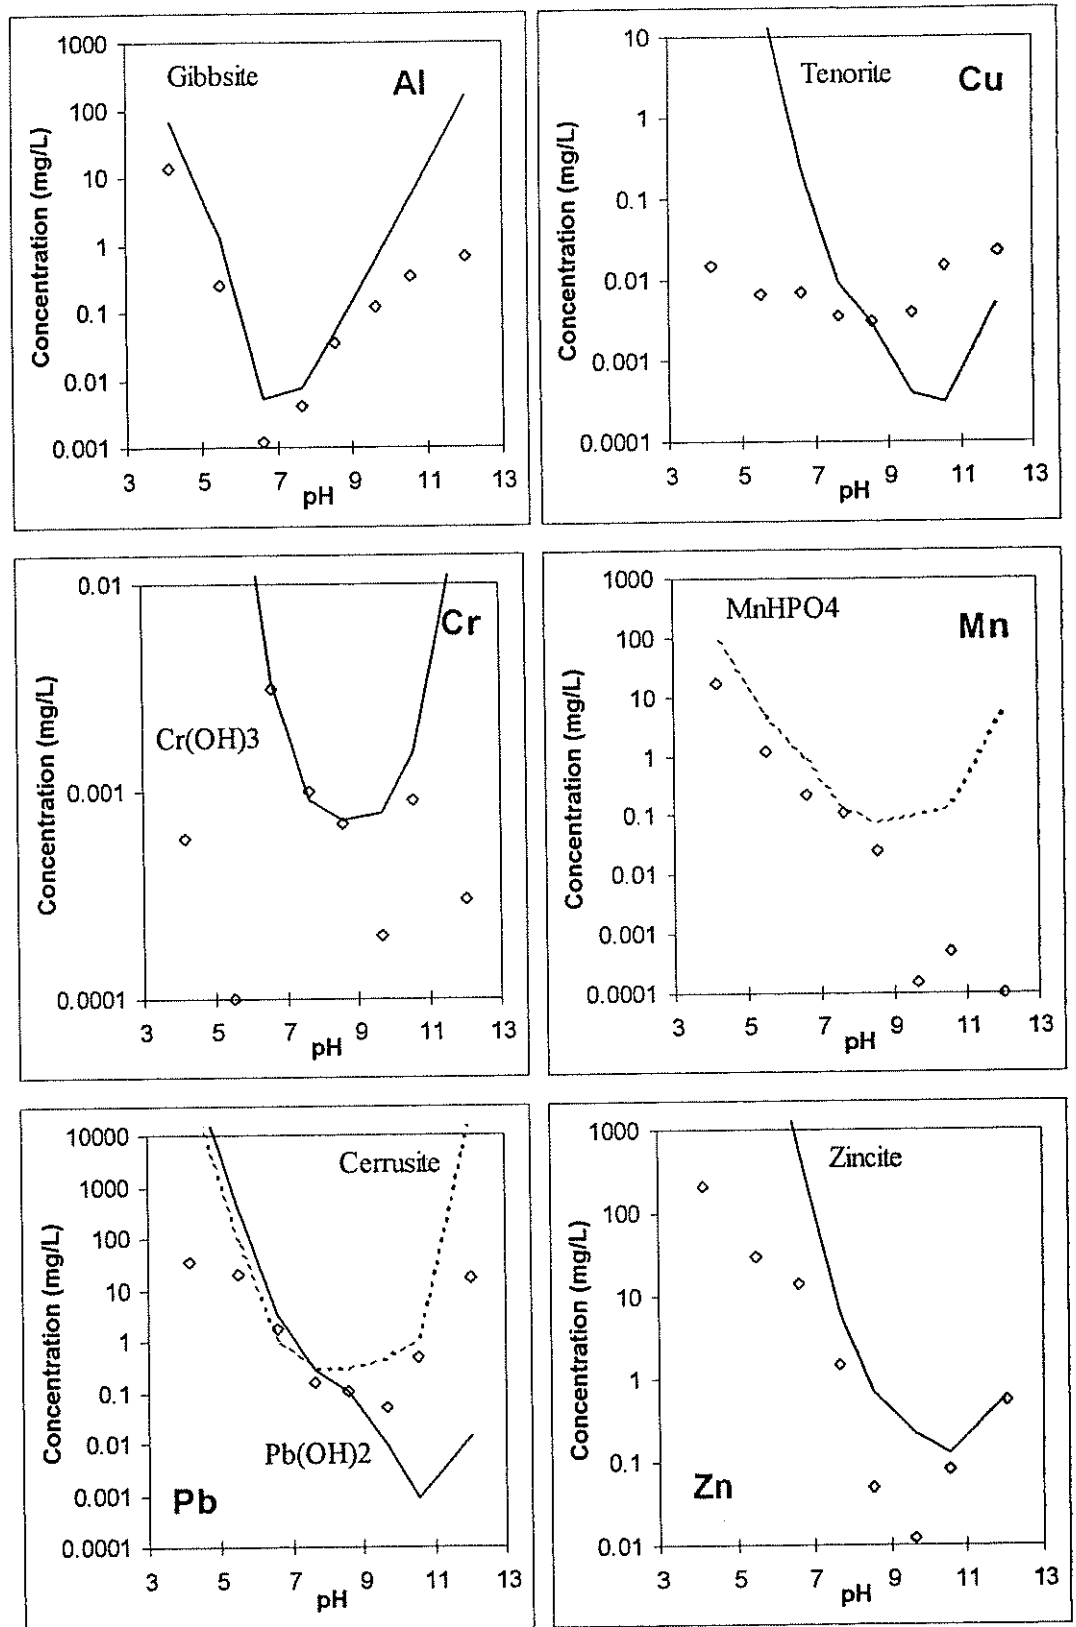 Gibbsite
Al
Concentration (mg/L)
1000
100
10
1
0.1
0.01
0.001
3 5 7 9 11 13
pH
Tenorite
Cu
Concentration (mg/L)
10
1
0.1
0.01
0.001
0.0001
3 5 7 9 11 13
pH
Cr
Cr(OH)3
Concentration (mg/L)
0.01
0.001
0.0001
3 5 7 9 11 13
pH
MnHPO4
Mn
Concentration (mg/L)
1000
100
10
1
0.1
0.01
0.001
0.0001
3 5 7 9 11 13
pH
Cerrusite
Pb(OH)2
Pb
Concentration (mg/L)
10000
1000
100
10
1
0.1
0.01
0.001
0.0001
3 5 7 9 11 13
pH
Zincite
Zn
Concentration (mg/L)
1000
100
10
1
0.1
0.01
3 5 7 9 11 13
pH